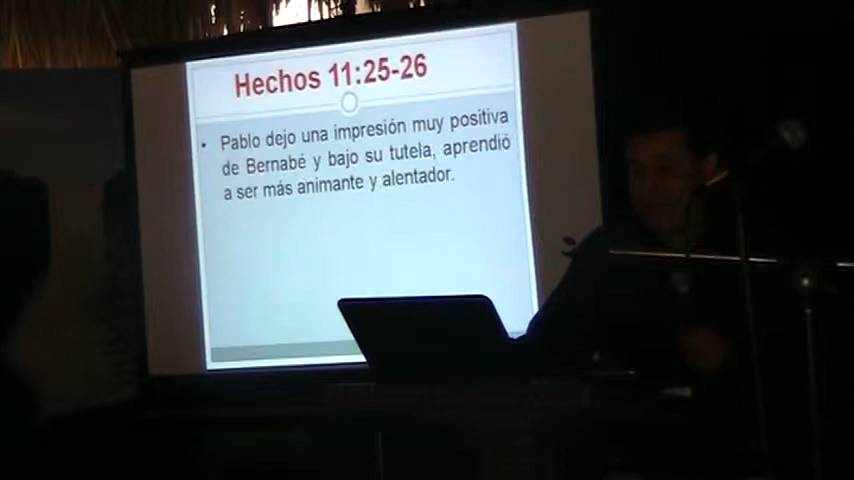 Hechos 11:25-26
• Pablo dejo una impresión muy positiva
de Bernabé y bajo su tutela, aprendió
a ser más animante y alentador.